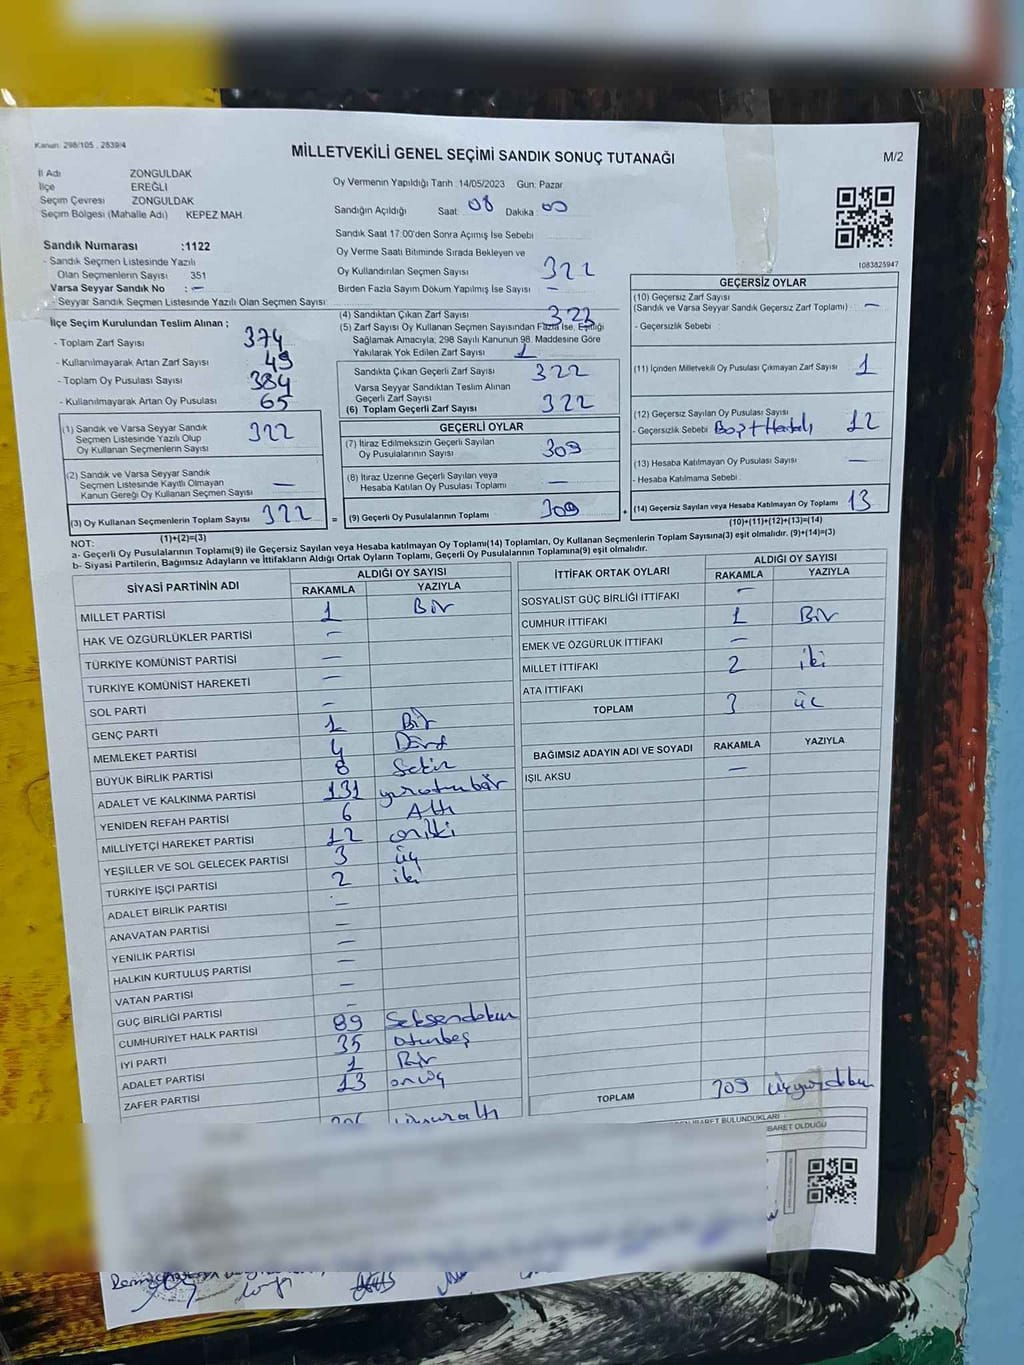 Kanun: 298/105 , 2839/4
MİLLETVEKİLİ GENEL SEÇİMİ SANDIK SONUÇ TUTANAĞI
M/2
İl Adı ZONGULDAK
İlçe EREĞLİ
Seçim Çevresi ZONGULDAK
Seçim Bölgesi (Mahalle Adı) KEPEZ MAH
Oy Vermenin Yapıldığı Tarih :14/05/2023 Gün: Pazar
Sandığın Açıldığı Saat: 08 Dakika: 00
Sandık Saat 17:00'den Sonra Açılmış İse Sebebi
Oy Verme Saati Bitiminde Sırada Bekleyen ve
Oy Kullandırılan Seçmen Sayısı 322
Birden Fazla Sayım Döküm Yapılmış İse Sayısı : —
1083825947
Sandık Numarası :1122
- Sandık Seçmen Listesinde Yazılı
Olan Seçmenlerin Sayısı 351
Varsa Seyyar Sandık No : —
- Seyyar Sandık Seçmen Listesinde Yazılı Olan Seçmen Sayısı:
İlçe Seçim Kurulundan Teslim Alınan ;
- Toplam Zarf Sayısı 374
- Kullanılmayarak Artan Zarf Sayısı 49
- Toplam Oy Pusulası Sayısı 384
- Kullanılmayarak Artan Oy Pusulası 65
(1) Sandık ve Varsa Seyyar Sandık
Seçmen Listesinde Yazılı Olup
Oy Kullanan Seçmenlerin Sayısı 322
(2) Sandık ve Varsa Seyyar Sandık
Seçmen Listesinde Kayıtlı Olmayan
Kanun Gereği Oy Kullanan Seçmen Sayısı —
(3) Oy Kullanan Seçmenlerin Toplam Sayısı 322
(1)+(2)=(3)
(4) Sandıktan Çıkan Zarf Sayısı 323
(5) Zarf Sayısı Oy Kullanan Seçmen Sayısından Fazla İse, Eşitliği
Sağlamak Amacıyla; 298 Sayılı Kanunun 98. Maddesine Göre
Yakılarak Yok Edilen Zarf Sayısı 1
Sandıkta Çıkan Geçerli Zarf Sayısı 322
Varsa Seyyar Sandıktan Teslim Alınan
Geçerli Zarf Sayısı
(6) Toplam Geçerli Zarf Sayısı 322
GEÇERLİ OYLAR
(7) İtiraz Edilmeksizin Geçerli Sayılan
Oy Pusulalarının Sayısı 309
(8) İtiraz Üzerine Geçerli Sayılan veya
Hesaba Katılan Oy Pusulası Toplamı —
= (9) Geçerli Oy Pusulalarının Toplamı 309 +
GEÇERSİZ OYLAR
(10) Geçersiz Zarf Sayısı
(Sandık ve Varsa Seyyar Sandık Geçersiz Zarf Toplamı) : —
- Geçersizlik Sebebi :
(11) İçinden Milletvekili Oy Pusulası Çıkmayan Zarf Sayısı 1
(12) Geçersiz Sayılan Oy Pusulası Sayısı
- Geçersizlik Sebebi Boş+Hatalı 12
(13) Hesaba Katılmayan Oy Pusulası Sayısı —
- Hesaba Katılmama Sebebi :
(14) Geçersiz Sayılan veya Hesaba Katılmayan Oy Toplamı 13
(10)+(11)+(12)+(13)=(14)
NOT:
a- Geçerli Oy Pusulalarının Toplamı(9) ile Geçersiz Sayılan veya Hesaba katılmayan Oy Toplamı(14) Toplamları, Oy Kullanan Seçmenlerin Toplam Sayısına(3) eşit olmalıdır. (9)+(14)=(3)
b- Siyasi Partilerin, Bağımsız Adayların ve İttifakların Aldığı Ortak Oyların Toplamı, Geçerli Oy Pusulalarının Toplamına(9) eşit olmalıdır.
SİYASİ PARTİNİN ADI
ALDIĞI OY SAYISI
RAKAMLA YAZIYLA
MİLLET PARTİSİ 1 Bir
HAK VE ÖZGÜRLÜKLER PARTİSİ —
TÜRKİYE KOMÜNİST PARTİSİ —
TÜRKİYE KOMÜNİST HAREKETİ —
SOL PARTİ —
GENÇ PARTİ 1 Bir
MEMLEKET PARTİSİ 4 Dört
BÜYÜK BİRLİK PARTİSİ 8 Sekiz
ADALET VE KALKINMA PARTİSİ 131 yüzotuzbir
YENİDEN REFAH PARTİSİ 6 Altı
MİLLİYETÇİ HAREKET PARTİSİ 12 oniki
YEŞİLLER VE SOL GELECEK PARTİSİ 3 üç
TÜRKİYE İŞÇİ PARTİSİ 2 iki
ADALET BİRLİK PARTİSİ —
ANAVATAN PARTİSİ —
YENİLİK PARTİSİ —
HALKIN KURTULUŞ PARTİSİ —
VATAN PARTİSİ —
GÜÇ BİRLİĞİ PARTİSİ —
CUMHURİYET HALK PARTİSİ 89 Seksendokuz
İYİ PARTİ 35 Otuzbeş
ADALET PARTİSİ 1 Bir
ZAFER PARTİSİ 13 onüç
306 üçyüzaltı
İTTİFAK ORTAK OYLARI
ALDIĞI OY SAYISI
RAKAMLA YAZIYLA
SOSYALİST GÜÇ BİRLİĞİ İTTİFAKI —
CUMHUR İTTİFAKI 1 Bir
EMEK VE ÖZGÜRLÜK İTTİFAKI —
MİLLET İTTİFAKI 2 iki
ATA İTTİFAKI
TOPLAM 3 üç
BAĞIMSIZ ADAYIN ADI VE SOYADI RAKAMLA YAZIYLA
IŞIL AKSU —
TOPLAM 309 üçyüzdokuz
İŞARET BULUNDUKLARI
İŞARET OLDUĞU